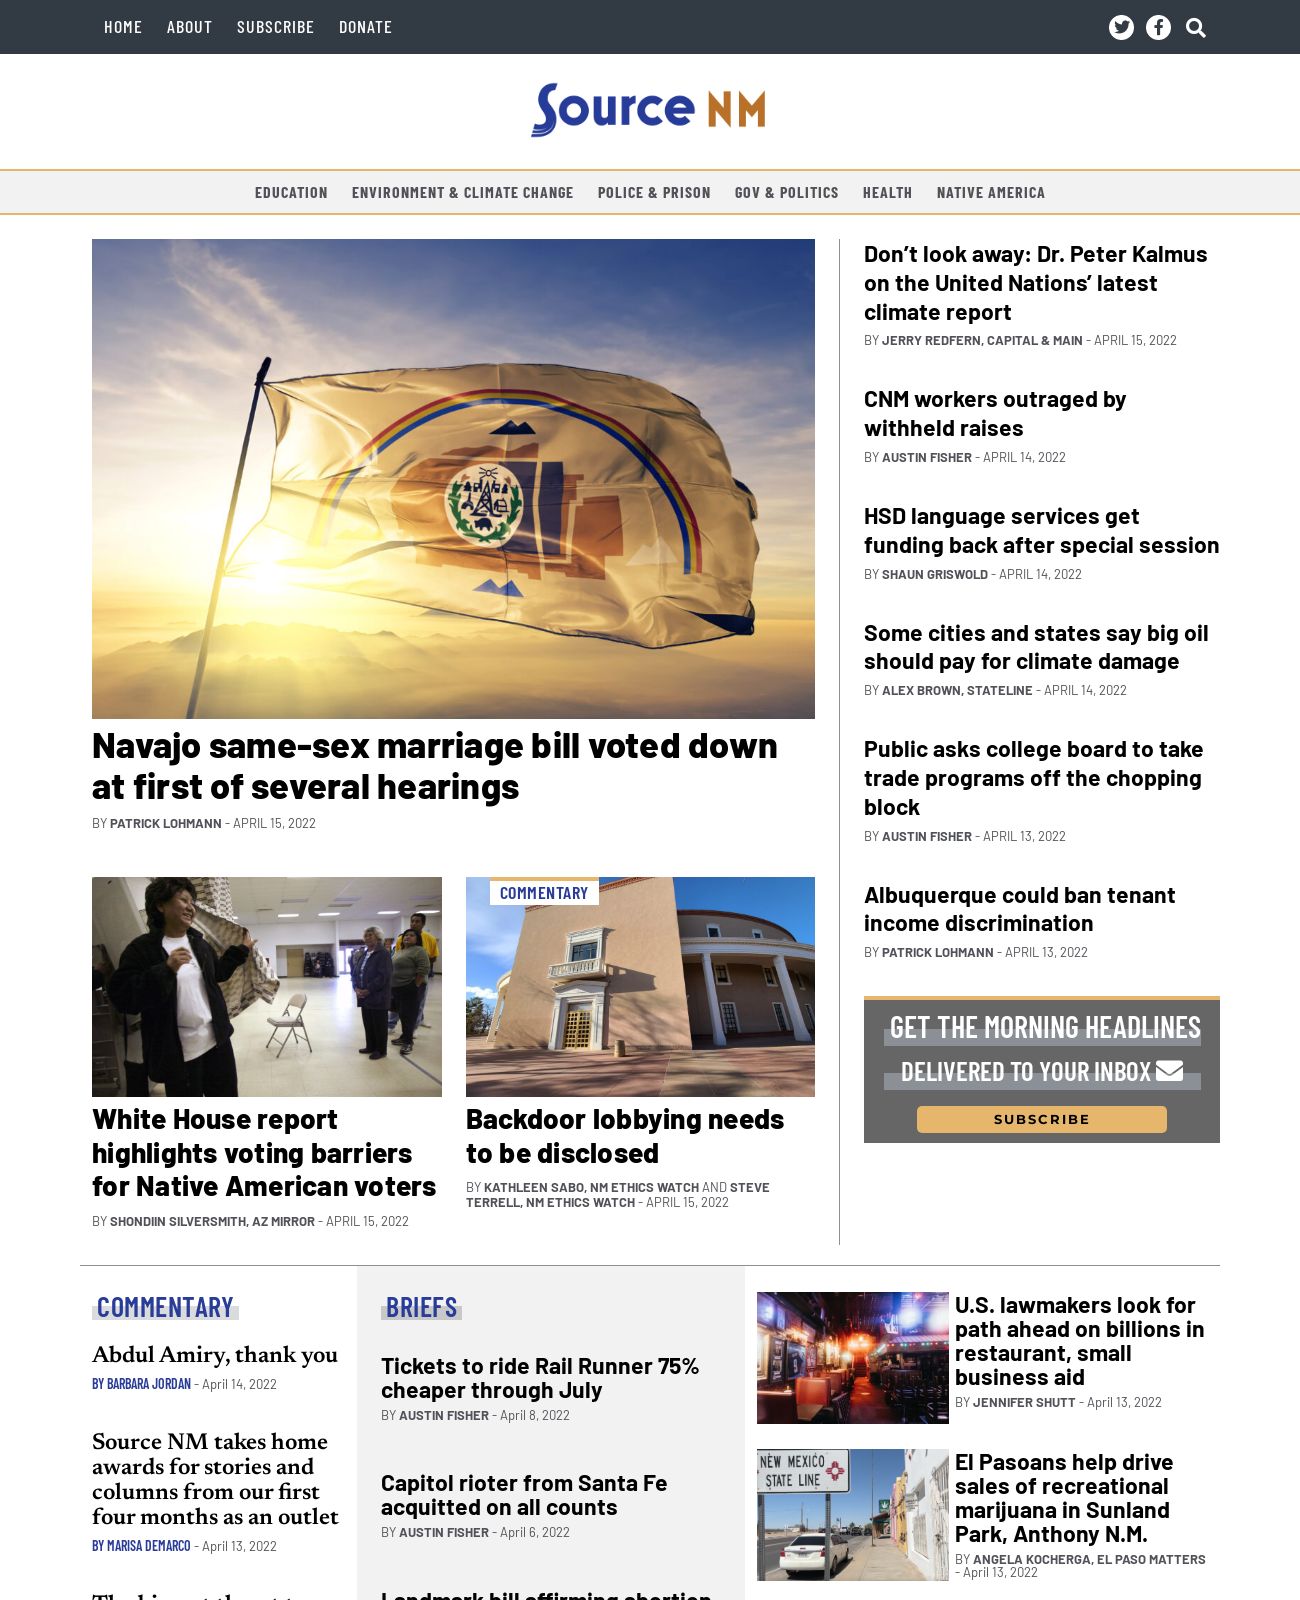 HOME ABOUT SUBSCRIBE DONATE
Source NM
EDUCATION ENVIRONMENT & CLIMATE CHANGE POLICE & PRISON GOV & POLITICS HEALTH NATIVE AMERICA
Navajo same-sex marriage bill voted down
at first of several hearings
BY PATRICK LOHMANN - APRIL 15, 2022
White House report
highlights voting barriers
for Native American voters
BY SHONDIIN SILVERSMITH, AZ MIRROR - APRIL 15, 2022
COMMENTARY
Backdoor lobbying needs
to be disclosed
BY KATHLEEN SABO, NM ETHICS WATCH AND STEVE
TERRELL, NM ETHICS WATCH - APRIL 15, 2022
Don’t look away: Dr. Peter Kalmus
on the United Nations’ latest
climate report
BY JERRY REDFERN, CAPITAL & MAIN - APRIL 15, 2022
CNM workers outraged by
withheld raises
BY AUSTIN FISHER - APRIL 14, 2022
HSD language services get
funding back after special session
BY SHAUN GRISWOLD - APRIL 14, 2022
Some cities and states say big oil
should pay for climate damage
BY ALEX BROWN, STATELINE - APRIL 14, 2022
Public asks college board to take
trade programs off the chopping
block
BY AUSTIN FISHER - APRIL 13, 2022
Albuquerque could ban tenant
income discrimination
BY PATRICK LOHMANN - APRIL 13, 2022
GET THE MORNING HEADLINES
DELIVERED TO YOUR INBOX
SUBSCRIBE
COMMENTARY
Abdul Amiry, thank you
BY BARBARA JORDAN - April 14, 2022
Source NM takes home
awards for stories and
columns from our first
four months as an outlet
BY MARISA DEMARCO - April 13, 2022
BRIEFS
Tickets to ride Rail Runner 75%
cheaper through July
BY AUSTIN FISHER - April 8, 2022
Capitol rioter from Santa Fe
acquitted on all counts
BY AUSTIN FISHER - April 6, 2022
Landmark bill affirming abortion
U.S. lawmakers look for
path ahead on billions in
restaurant, small
business aid
BY JENNIFER SHUTT - April 13, 2022
NEW MEXICO
STATE LINE
El Pasoans help drive
sales of recreational
marijuana in Sunland
Park, Anthony N.M.
BY ANGELA KOCHERGA, EL PASO MATTERS
- April 13, 2022